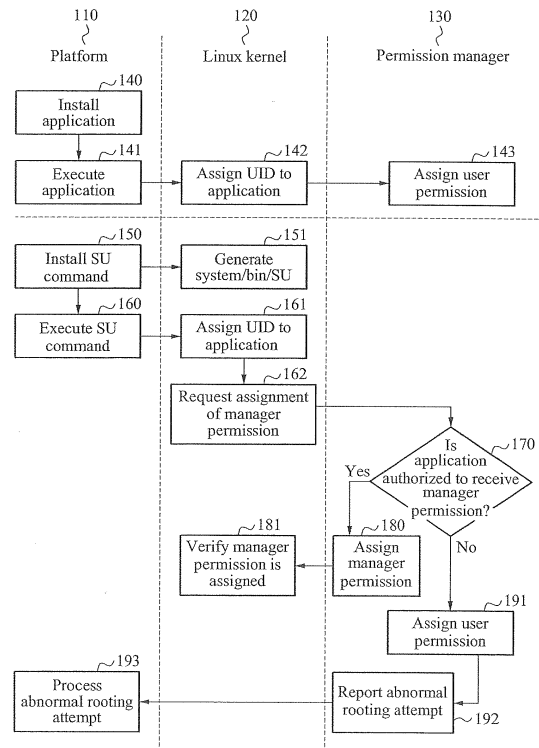 110
120
130
Platform
Linux kernel
Permission manager
140
Install
application
141
Execute
application
142
Assign UID to
application
143
Assign user
permission
150
Install SU
command
151
Generate
system/bin/SU
160
Execute SU
command
161
Assign UID to
application
162
Request assignment
of manager
permission
170
Is
application
authorized to receive
manager
permission?
Yes
No
180
Assign
manager
permission
181
Verify manager
permission is
assigned
191
Assign user
permission
192
Report abnormal
rooting attempt
193
Process
abnormal rooting
attempt